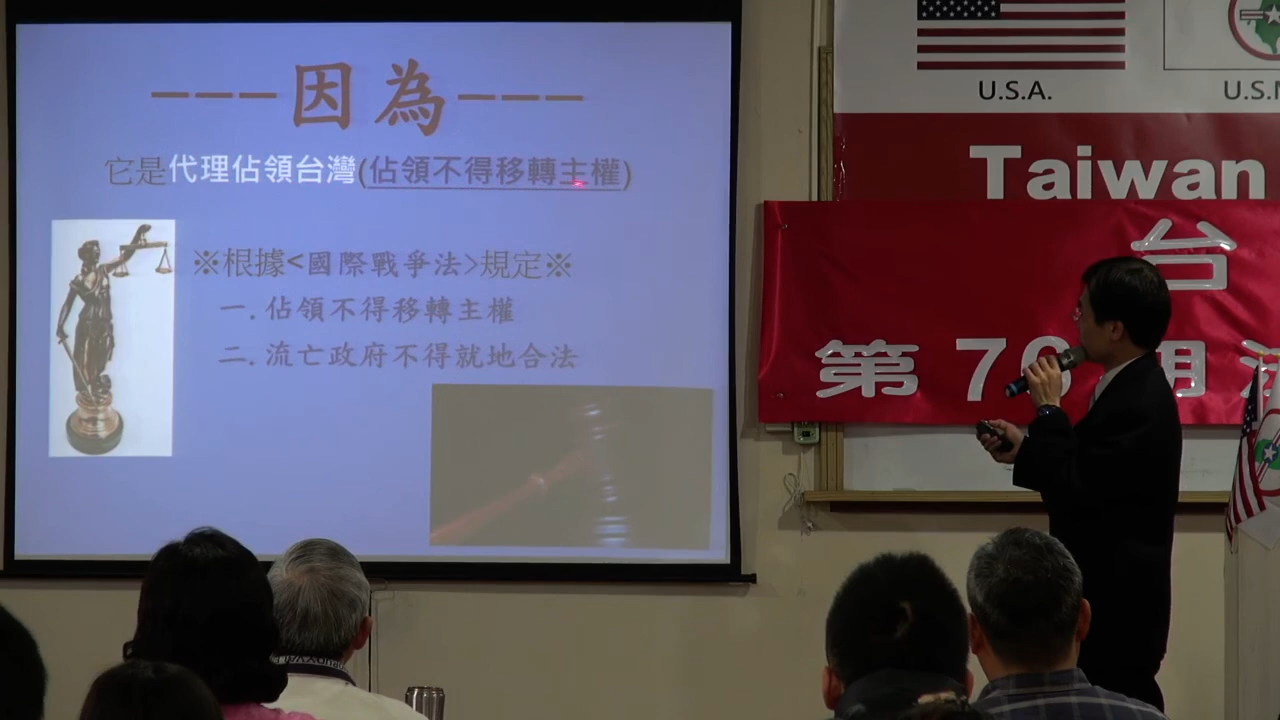 ---因為---
它是代理佔領台灣(佔領不得移轉主權)
※根據<國際戰爭法>規定※
一.佔領不得移轉主權
二.流亡政府不得就地合法
U.S.A.
Taiwan
台
第 7 期